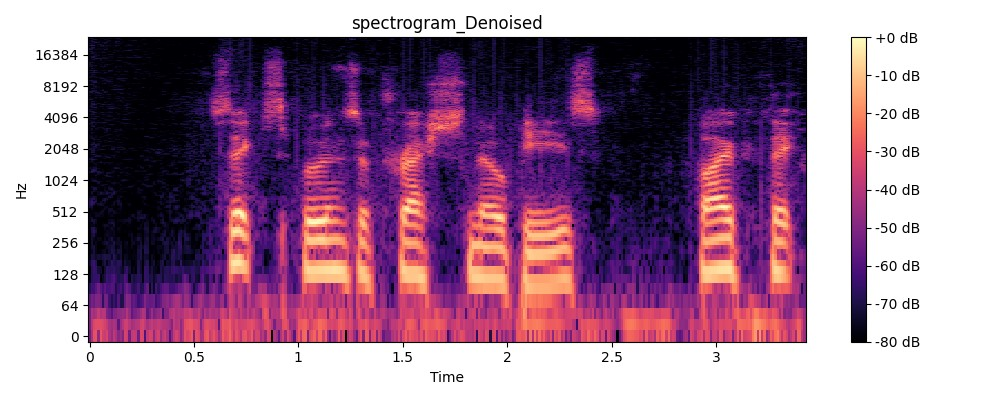 spectrogram_Denoised
Hz
16384
8192
4096
2048
1024
512
256
128
64
0
0 0.5 1 1.5 2 2.5 3
Time
+0 dB
-10 dB
-20 dB
-30 dB
-40 dB
-50 dB
-60 dB
-70 dB
-80 dB